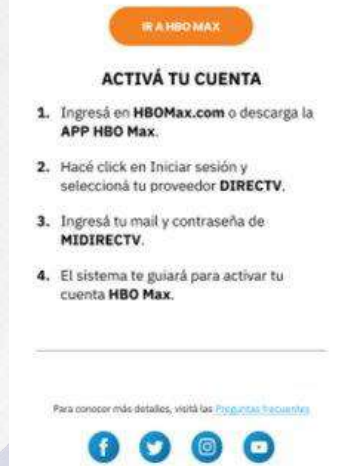 IR A HBO MAX
ACTIVÁ TU CUENTA
1. Ingresá en HBOMax.com o descarga la
APP HBO Max.
2. Hacé click en Iniciar sesión y
seleccioná tu proveedor DIRECTV.
3. Ingresá tu mail y contraseña de
MIDIRECTV.
4. El sistema te guiará para activar tu
cuenta HBO Max.
Para conocer más detalles, visitá las Preguntas frecuentes